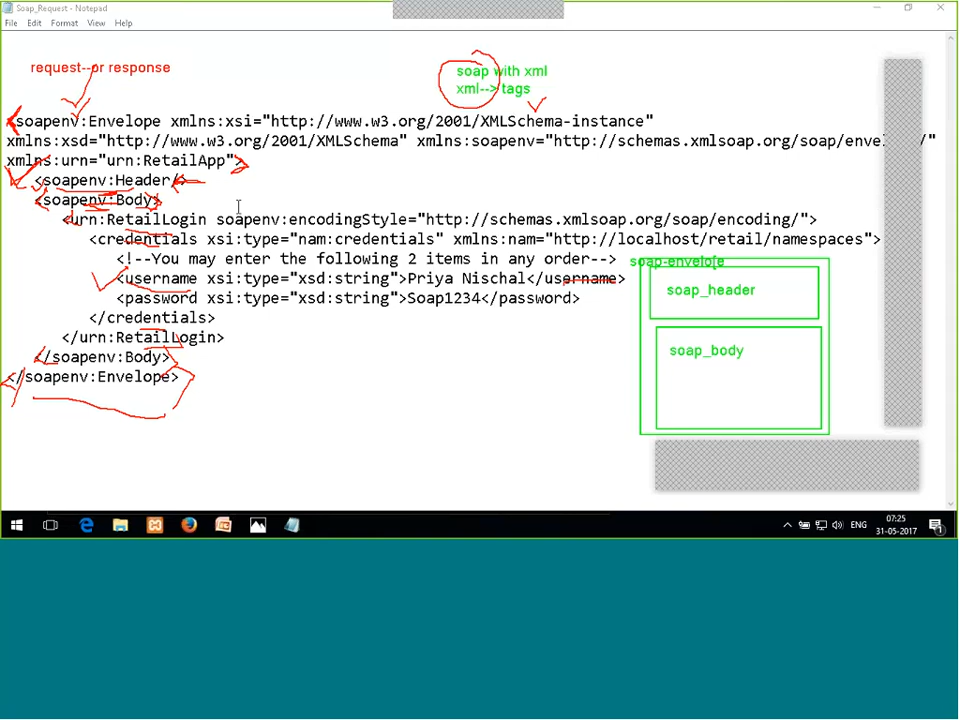 Soap_Request - Notepad
File Edit Format View Help
request--or response
soap with xml
xml--> tags
<soapenv:Envelope xmlns:xsi="http://www.w3.org/2001/XMLSchema-instance"
xmlns:xsd="http://www.w3.org/2001/XMLSchema" xmlns:soapenv="http://schemas.xmlsoap.org/soap/envelope/"
xmlns:urn="urn:RetailApp">
<soapenv:Header/>
<soapenv:Body>
<urn:RetailLogin soapenv:encodingStyle="http://schemas.xmlsoap.org/soap/encoding/">
<credentials xsi:type="nam:credentials" xmlns:nam="http://localhost/retail/namespaces">
<!--You may enter the following 2 items in any order-->
<username xsi:type="xsd:string">Priya Nischal</username>
<password xsi:type="xsd:string">Soap1234</password>
</credentials>
</urn:RetailLogin>
</soapenv:Body>
</soapenv:Envelope>
soap-envelope
soap_header
soap_body
ENG
07:25
31-05-2017
1